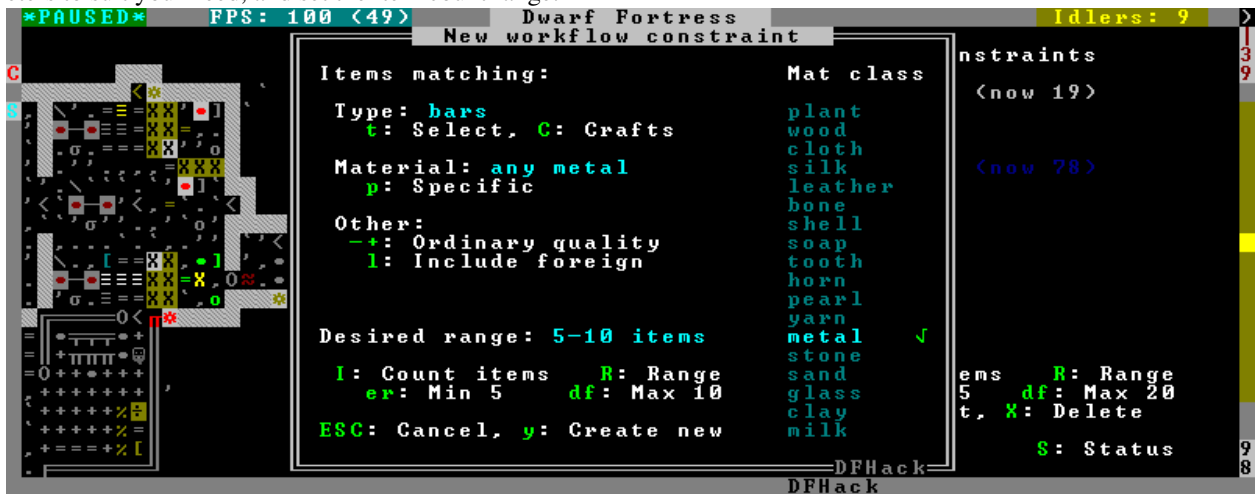 *PAUSED* FPS: 100 (49) Dwarf Fortress Idlers: 9
New workflow constraint
nstraints
Items matching: Mat class
(now 19)
Type: bars plant
t: Select, C: Crafts wood
cloth
Material: any metal silk (now 78)
p: Specific leather
bone
Other: shell
-+: Ordinary quality soap
l: Include foreign tooth
horn
pearl
yarn
Desired range: 5-10 items metal √
stone
I: Count items R: Range sand ems R: Range
er: Min 5 df: Max 10 glass 5 df: Max 20
clay t, X: Delete
ESC: Cancel, y: Create new milk
S: Status
DFHack
DFHack